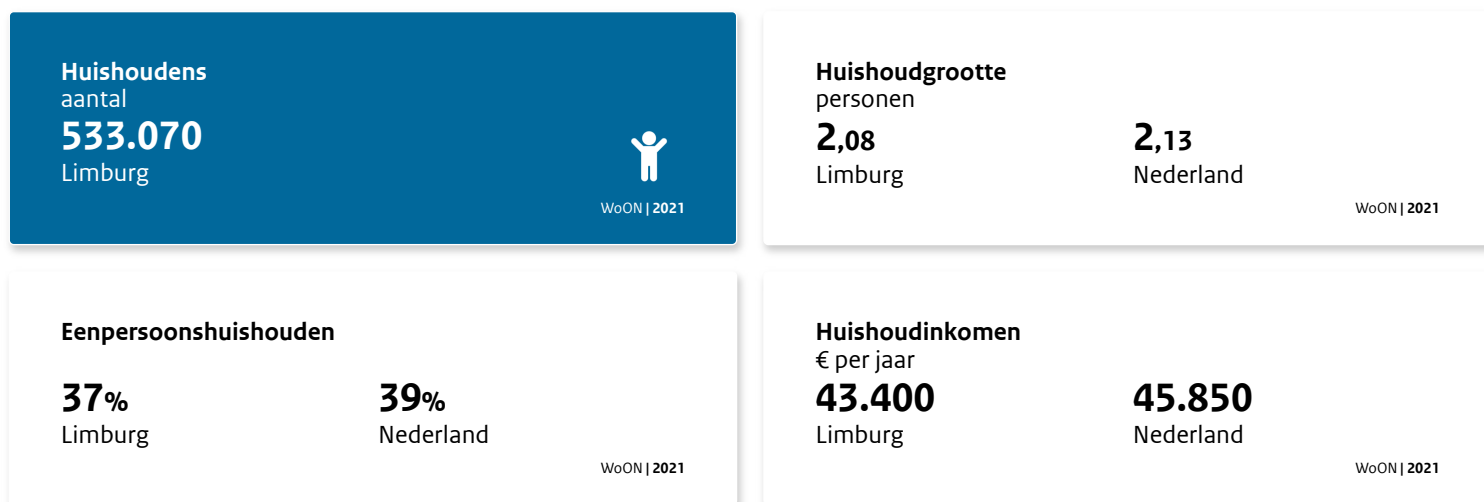 Huishoudens
aantal
533.070
Limburg
WoON | 2021
Huishoudgrootte
personen
2,08 2,13
Limburg Nederland
WoON | 2021
Eenpersoonshuishouden
37% 39%
Limburg Nederland
WoON | 2021
Huishoudinkomen
€ per jaar
43.400 45.850
Limburg Nederland
WoON | 2021